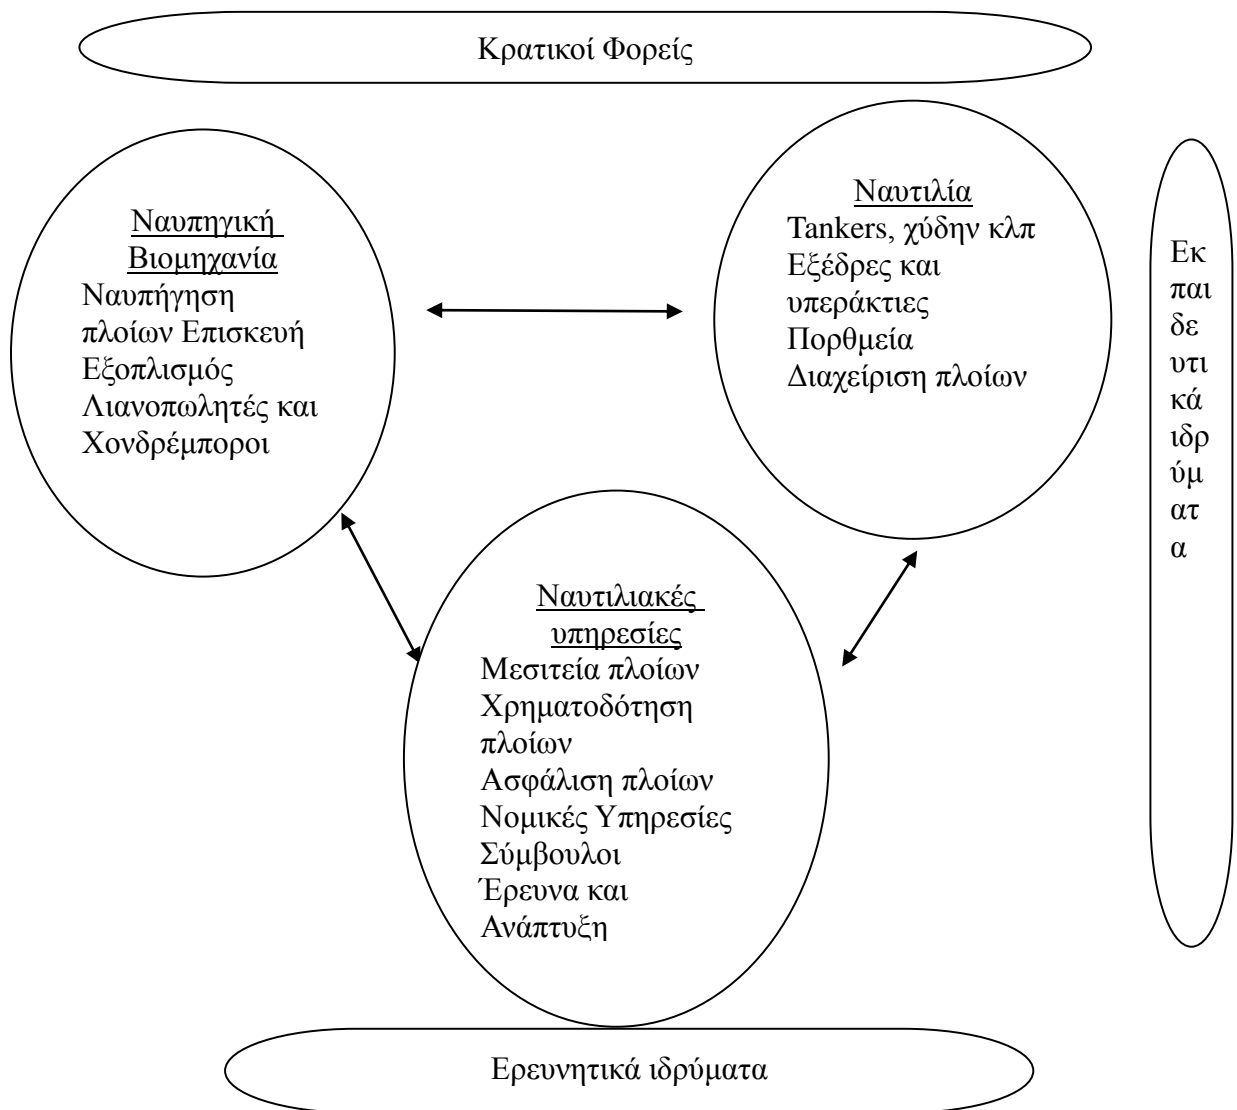 Κρατικοί Φορείς
Ναυπηγική
Βιομηχανία
Ναυπήγηση
πλοίων Επισκευή
Εξοπλισμός
Λιανοπωλητές και
Χονδρέμποροι
Ναυτιλία
Tankers, χύδην κλπ
Εξέδρες και
υπεράκτιες
Πορθμεία
Διαχείριση πλοίων
Εκ
παι
δε
υτι
κά
ιδρ
ύμ
ατ
α
Ναυτιλιακές
υπηρεσίες
Μεσιτεία πλοίων
Χρηματοδότηση
πλοίων
Ασφάλιση πλοίων
Νομικές Υπηρεσίες
Σύμβουλοι
Έρευνα και
Ανάπτυξη
Ερευνητικά ιδρύματα